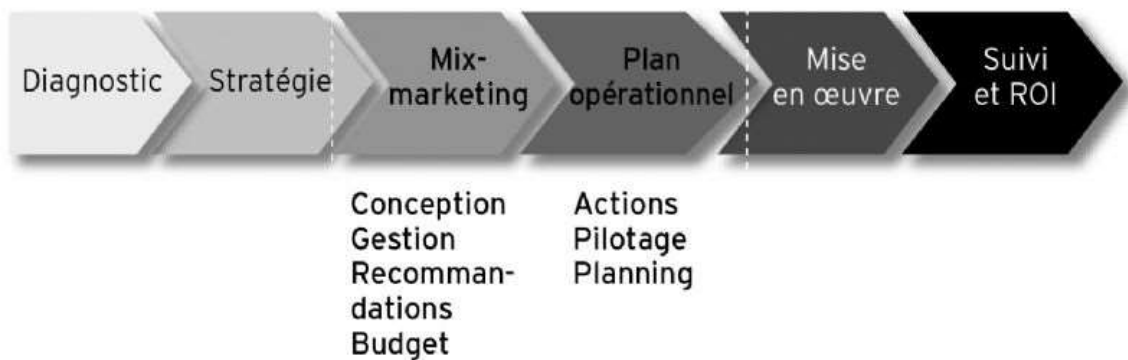 Diagnostic
Stratégie
Mix-
marketing
Plan
opérationnel
Mise
en œuvre
Suivi
et ROI
Conception
Gestion
Recomman-
dations
Budget
Actions
Pilotage
Planning